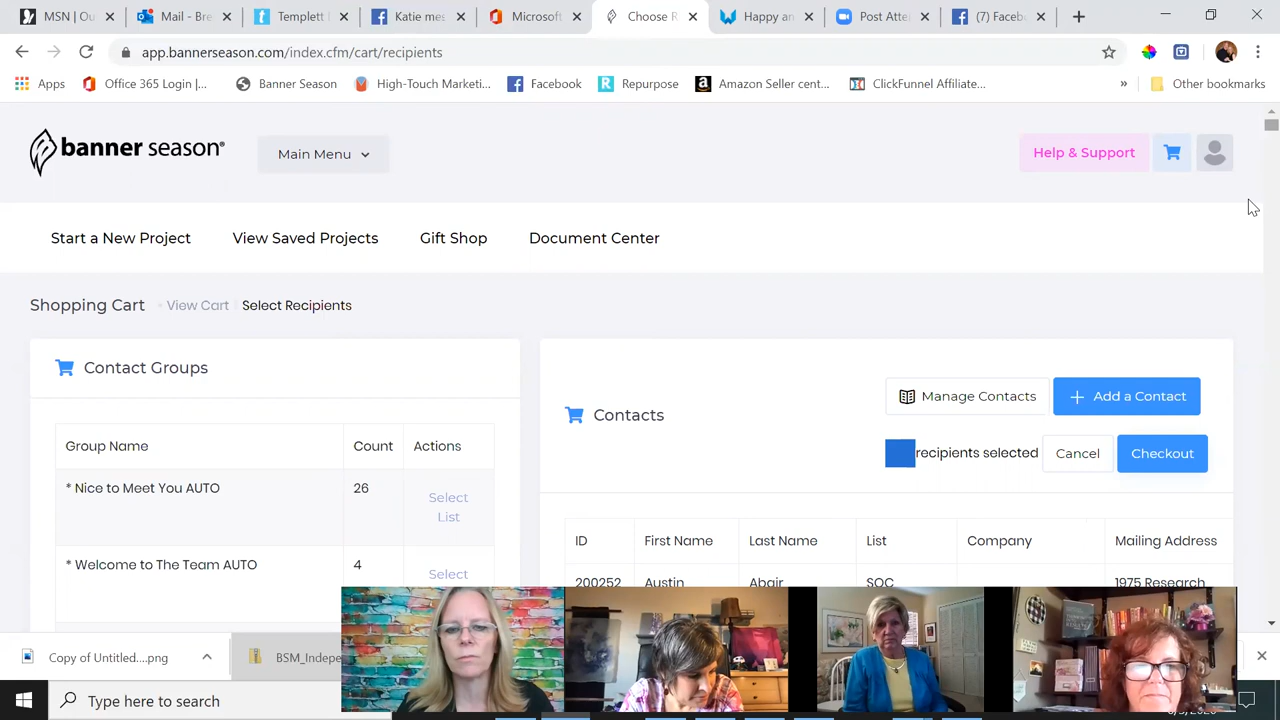 MSN | Ou
Mail - Bre
Templett
Katie mes
Microsoft
Choose R
Happy an
Post Atte
(7) Faceb
app.bannerseason.com/index.cfm/cart/recipients
Apps
Office 365 Login |...
Banner Season
High-Touch Marketi...
Facebook
Repurpose
Amazon Seller cent...
ClickFunnel Affiliate...
»
Other bookmarks
banner season®
Main Menu
Help & Support
Start a New Project
View Saved Projects
Gift Shop
Document Center
Shopping Cart
View Cart
Select Recipients
Contact Groups
Contacts
Manage Contacts
+ Add a Contact
recipients selected
Cancel
Checkout
Group Name
Count
Actions
* Nice to Meet You AUTO
26
Select
List
* Welcome to The Team AUTO
4
Select
ID
First Name
Last Name
List
Company
Mailing Address
200252
Austin
Abair
SOC
1975 Research
Copy of Untitled....png
BSM_Indepe
Type here to search